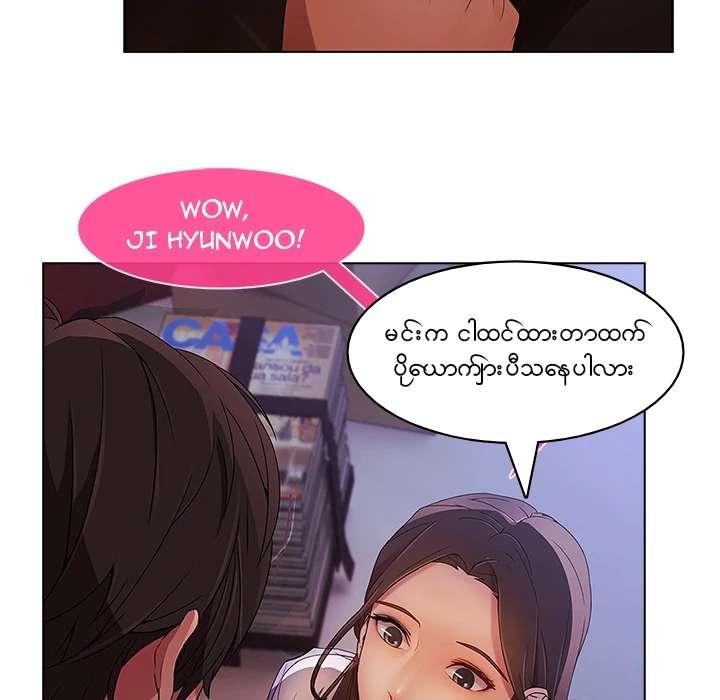 WOW,
JI HYUNWOO!
မင်းက ငါထင်ထားတာထက်
ပိုယောက်ျားပီသနေပါလား
CASA